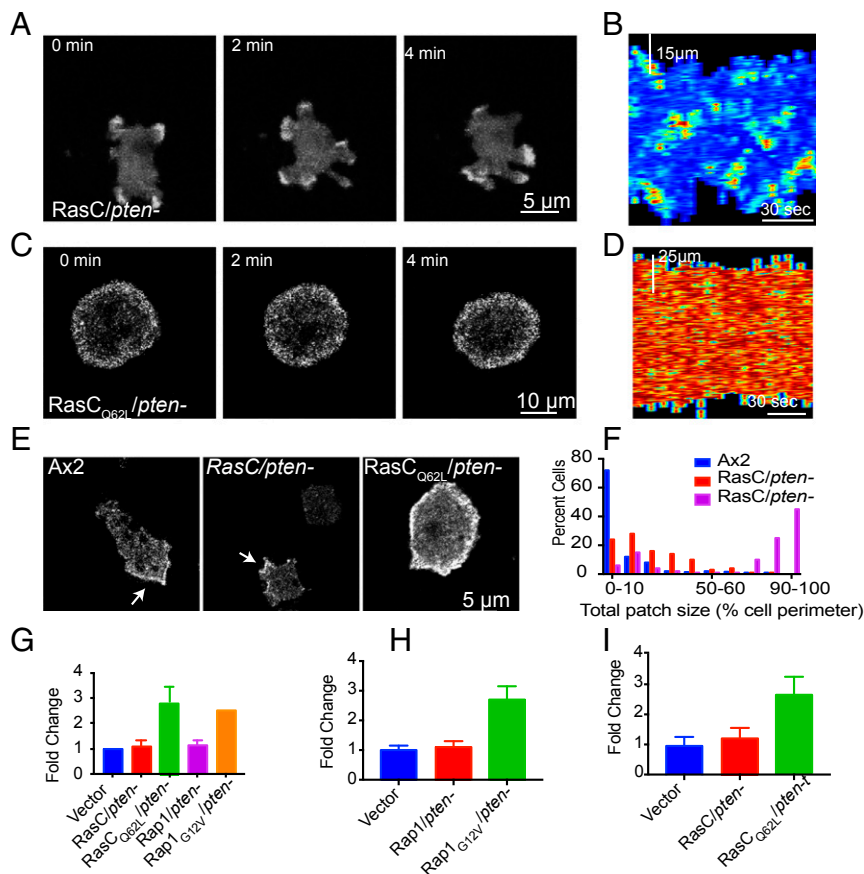 A
0 min
2 min
4 min
RasC/pten-
5 µm
B
15µm
30 sec
C
0 min
2 min
4 min
RasCQ62L/pten-
10 µm
D
25µm
30 sec
E
Ax2
RasC/pten-
RasCQ62L/pten-
5 µm
F
Percent Cells
80
60
40
20
0
Ax2
RasC/pten-
RasC/pten-
0-10
50-60
90-100
Total patch size (% cell perimeter)
G
Fold Change
4
3
2
1
0
Vector
RasC/pten-
RasCQ62L/pten-
Rap1/pten-
Rap1G12V/pten-
H
Fold Change
4
3
2
1
0
Vector
Rap1/pten-
Rap1G12V/pten-
I
Fold Change
4
3
2
1
0
Vector
RasC/pten-
RasCQ62L/pten-t